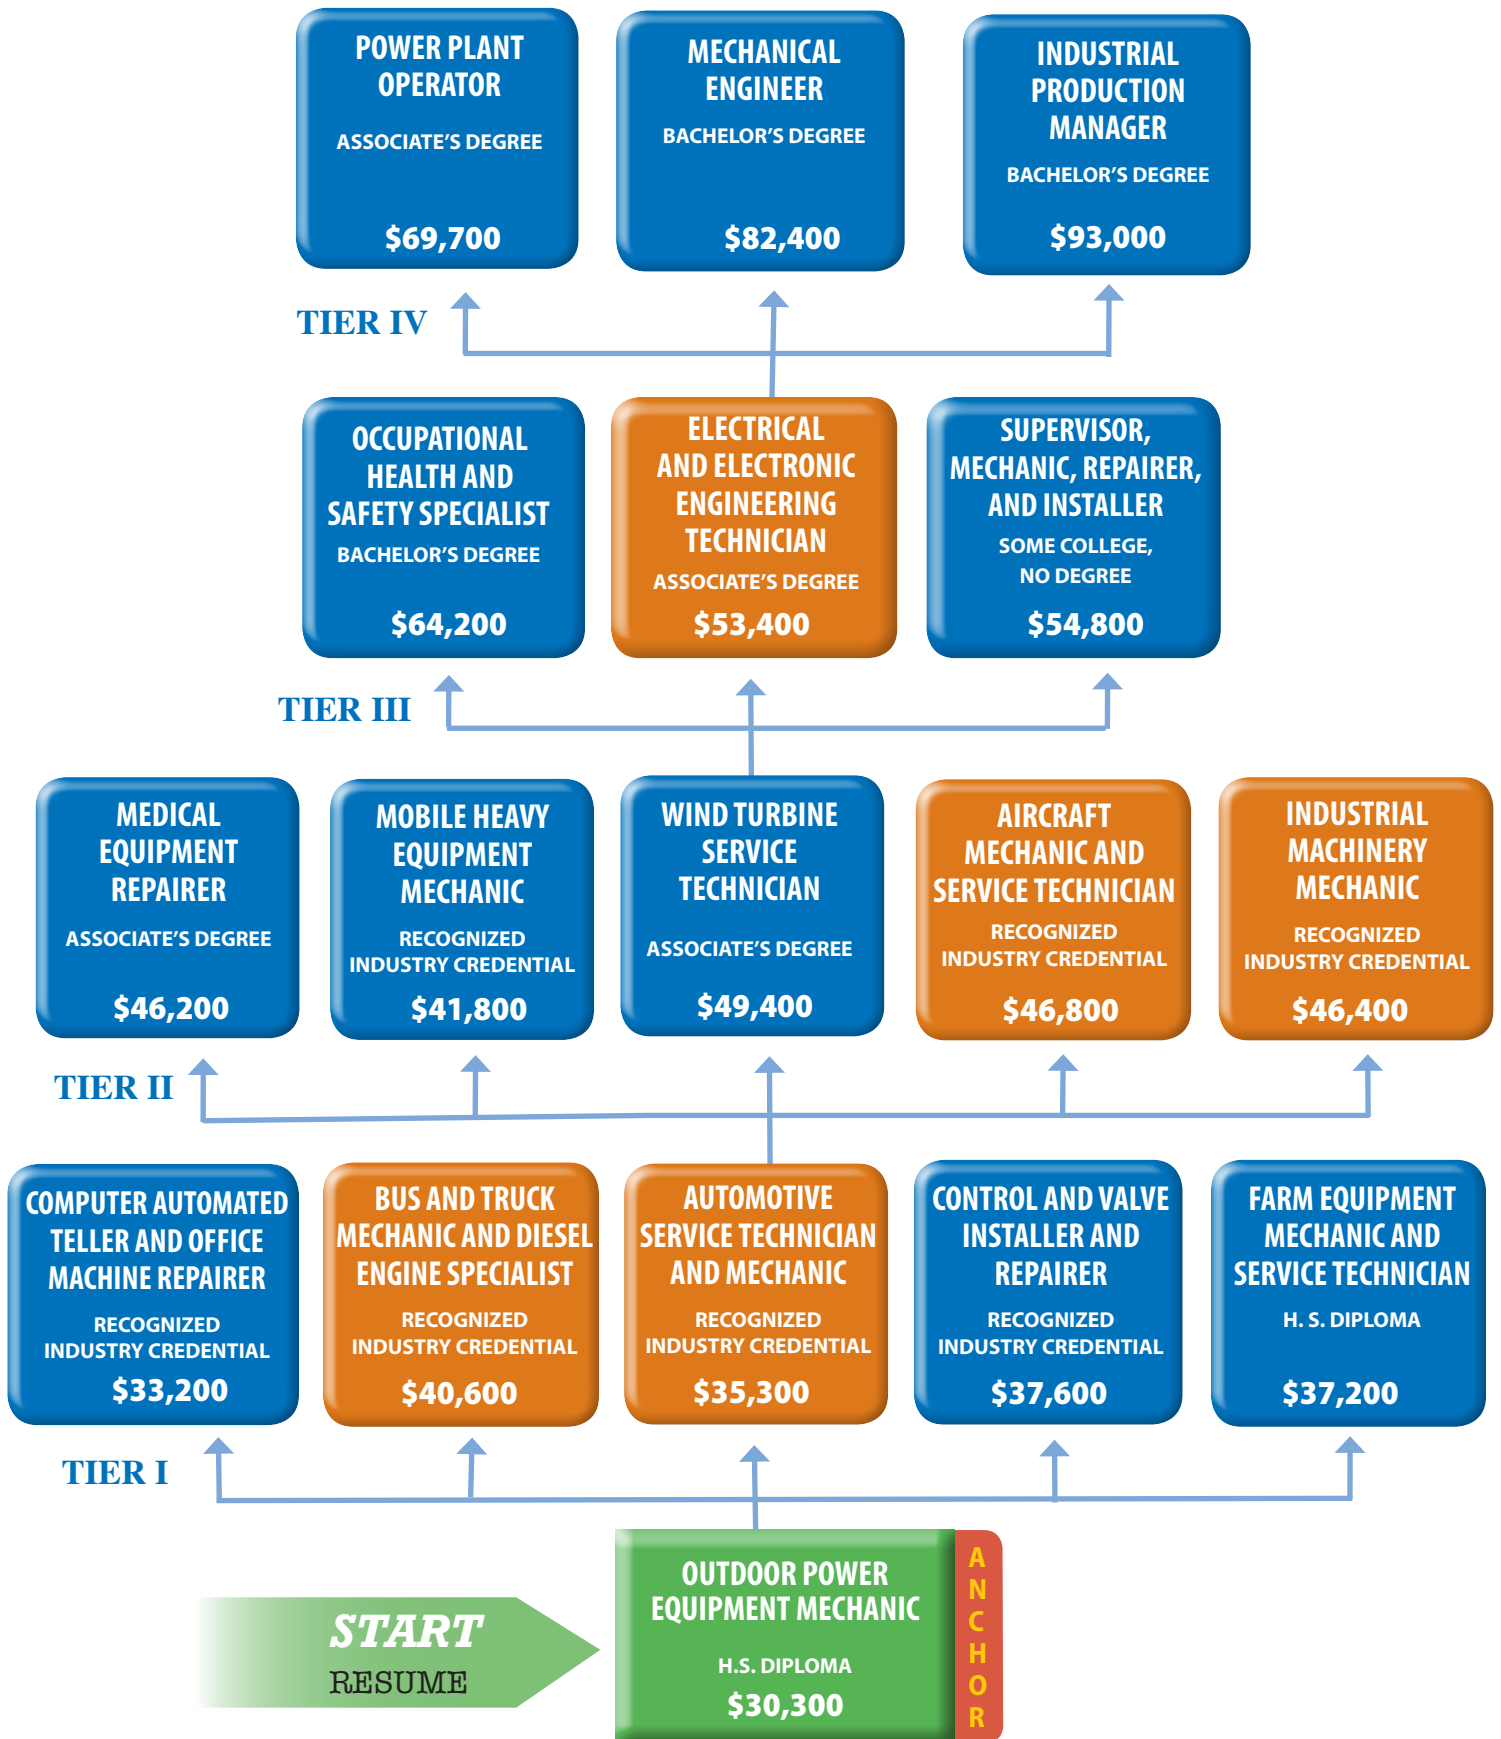 POWER PLANT
OPERATOR
ASSOCIATE'S DEGREE
$69,700
MECHANICAL
ENGINEER
BACHELOR'S DEGREE
$82,400
INDUSTRIAL
PRODUCTION
MANAGER
BACHELOR'S DEGREE
$93,000
TIER IV
OCCUPATIONAL
HEALTH AND
SAFETY SPECIALIST
BACHELOR'S DEGREE
$64,200
ELECTRICAL
AND ELECTRONIC
ENGINEERING
TECHNICIAN
ASSOCIATE'S DEGREE
$53,400
SUPERVISOR,
MECHANIC, REPAIRER,
AND INSTALLER
SOME COLLEGE,
NO DEGREE
$54,800
TIER III
MEDICAL
EQUIPMENT
REPAIRER
ASSOCIATE'S DEGREE
$46,200
MOBILE HEAVY
EQUIPMENT
MECHANIC
RECOGNIZED
INDUSTRY CREDENTIAL
$41,800
WIND TURBINE
SERVICE
TECHNICIAN
ASSOCIATE'S DEGREE
$49,400
AIRCRAFT
MECHANIC AND
SERVICE TECHNICIAN
RECOGNIZED
INDUSTRY CREDENTIAL
$46,800
INDUSTRIAL
MACHINERY
MECHANIC
RECOGNIZED
INDUSTRY CREDENTIAL
$46,400
TIER II
COMPUTER AUTOMATED
TELLER AND OFFICE
MACHINE REPAIRER
RECOGNIZED
INDUSTRY CREDENTIAL
$33,200
BUS AND TRUCK
MECHANIC AND DIESEL
ENGINE SPECIALIST
RECOGNIZED
INDUSTRY CREDENTIAL
$40,600
AUTOMOTIVE
SERVICE TECHNICIAN
AND MECHANIC
RECOGNIZED
INDUSTRY CREDENTIAL
$35,300
CONTROL AND VALVE
INSTALLER AND
REPAIRER
RECOGNIZED
INDUSTRY CREDENTIAL
$37,600
FARM EQUIPMENT
MECHANIC AND
SERVICE TECHNICIAN
H. S. DIPLOMA
$37,200
TIER I
START
RESUME
OUTDOOR POWER
EQUIPMENT MECHANIC
H.S. DIPLOMA
$30,300
ANCHOR